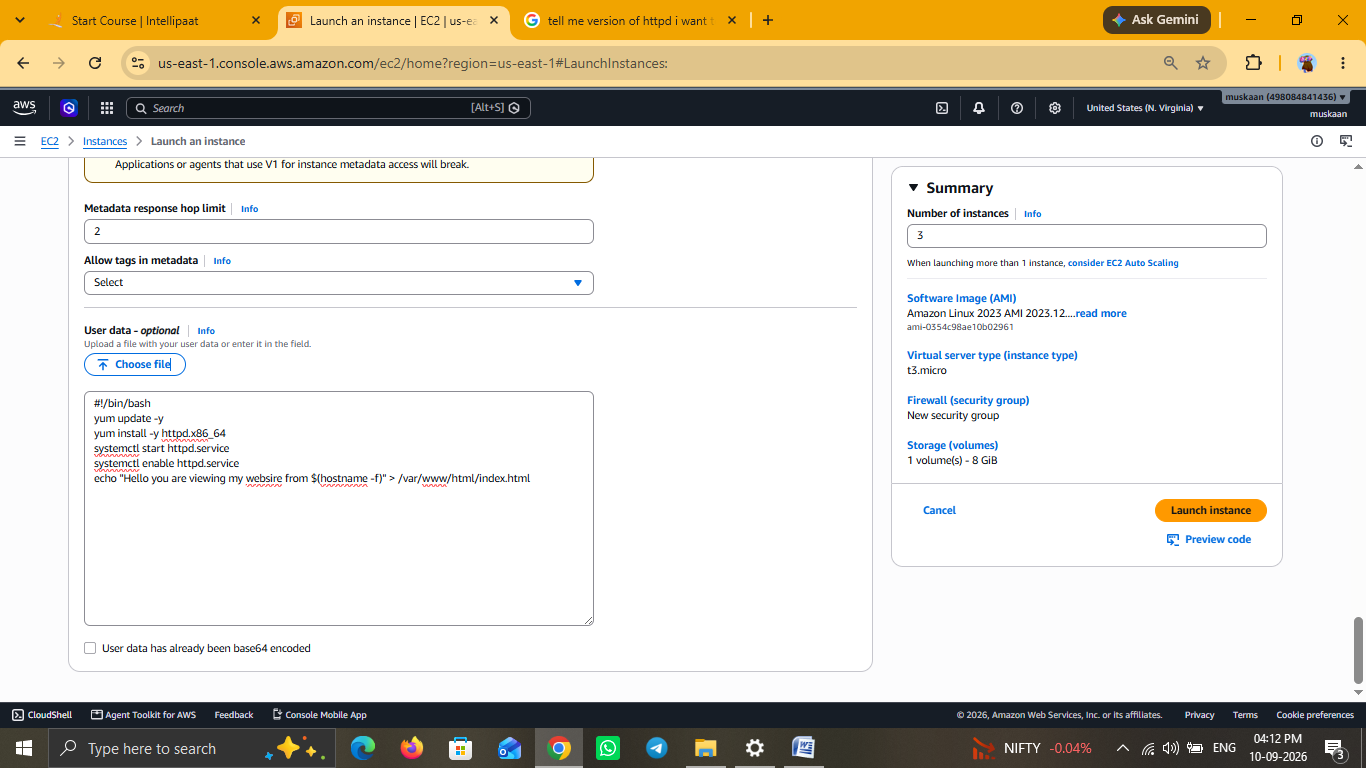 Start Course | Intellipaat
Launch an instance | EC2 | us-ea
tell me version of httpd i want t
Ask Gemini
us-east-1.console.aws.amazon.com/ec2/home?region=us-east-1#LaunchInstances:
aws
Search
[Alt+S]
United States (N. Virginia)
muskaan (498084841436)
muskaan
EC2
Instances
Launch an instance
Applications or agents that use V1 for instance metadata access will break.
Metadata response hop limit
Info
2
Allow tags in metadata
Info
Select
User data - optional
Info
Upload a file with your user data or enter it in the field.
Choose file
#!/bin/bash
yum update -y
yum install -y httpd.x86_64
systemctl start httpd.service
systemctl enable httpd.service
echo "Hello you are viewing my websire from $(hostname -f)" > /var/www/html/index.html
User data has already been base64 encoded
Summary
Number of instances
Info
3
When launching more than 1 instance, consider EC2 Auto Scaling
Software Image (AMI)
Amazon Linux 2023 AMI 2023.12....read more
ami-0354c98ae10b02961
Virtual server type (instance type)
t3.micro
Firewall (security group)
New security group
Storage (volumes)
1 volume(s) - 8 GiB
Cancel
Launch instance
Preview code
CloudShell
Agent Toolkit for AWS
Feedback
Console Mobile App
© 2026, Amazon Web Services, Inc. or its affiliates.
Privacy
Terms
Cookie preferences
Type here to search
NIFTY
-0.04%
ENG
04:12 PM
10-09-2026
3